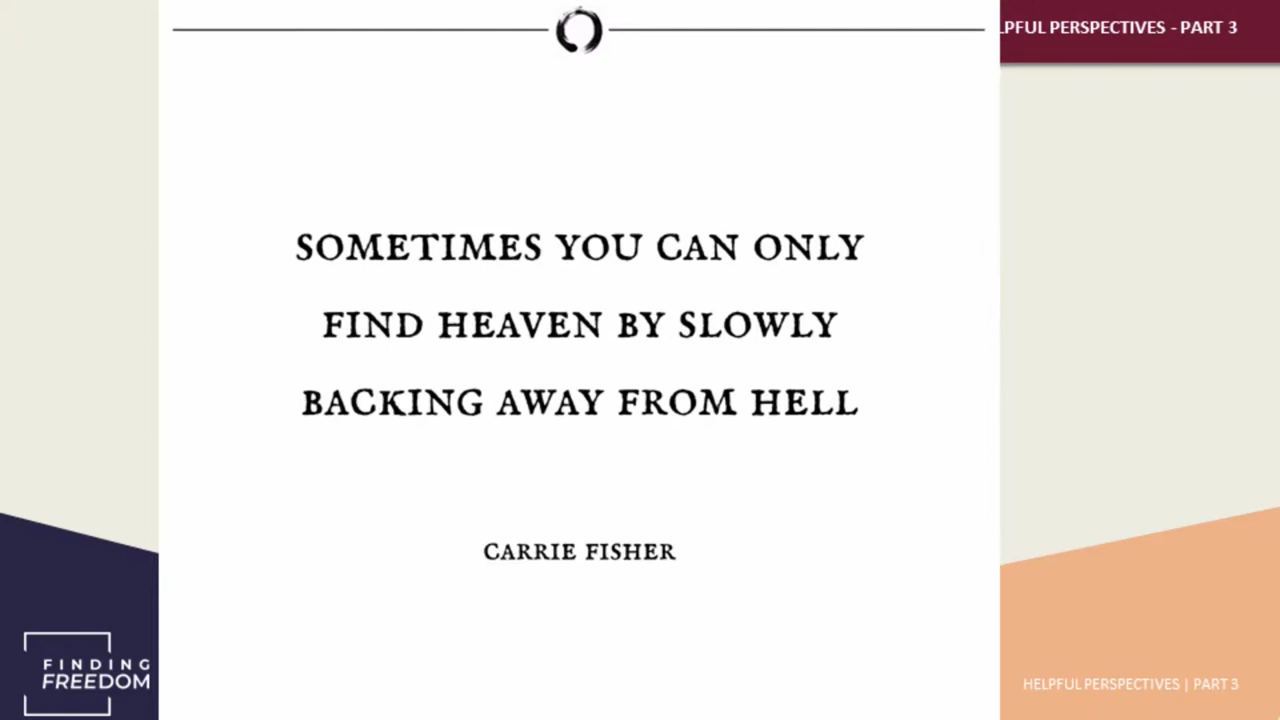 LPFUL PERSPECTIVES - PART 3
SOMETIMES YOU CAN ONLY
FIND HEAVEN BY SLOWLY
BACKING AWAY FROM HELL
CARRIE FISHER
FINDING
FREEDOM
HELPFUL PERSPECTIVES | PART 3